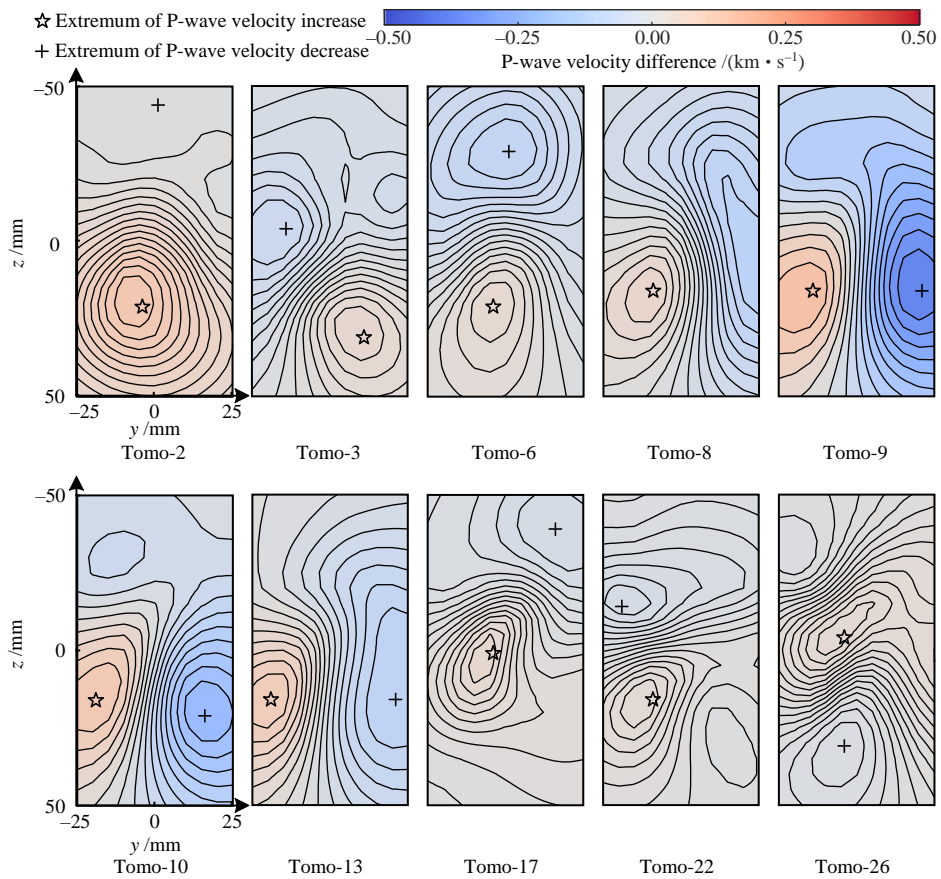 ☆ Extremum of P-wave velocity increase
+ Extremum of P-wave velocity decrease
−0.50 −0.25 0.00 0.25 0.50
P-wave velocity difference /(km • s⁻¹)
−50
0
50
z /mm
−25 0 25
y /mm
Tomo-2 Tomo-3 Tomo-6 Tomo-8 Tomo-9
−50
0
50
z /mm
−25 0 25
y /mm
Tomo-10 Tomo-13 Tomo-17 Tomo-22 Tomo-26